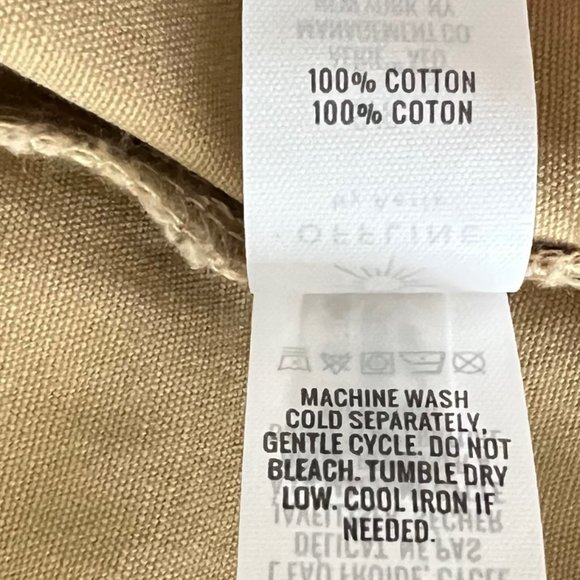 100% COTTON
100% COTON
MACHINE WASH
COLD SEPARATELY,
GENTLE CYCLE. DO NOT
BLEACH. TUMBLE DRY
LOW. COOL IRON IF
NEEDED.